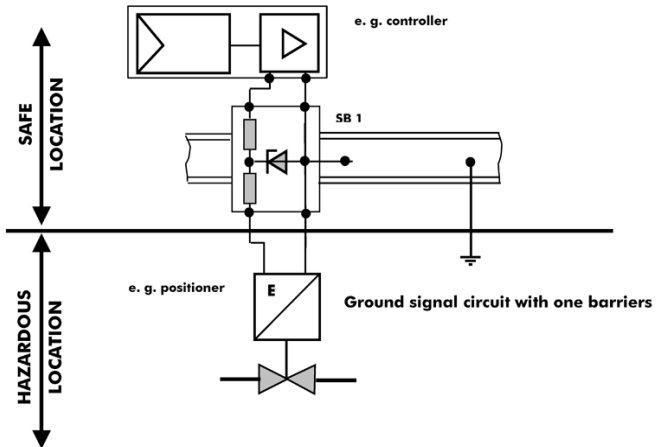 e. g. controller
SAFE
LOCATION
SB 1
e. g. positioner
E
Ground signal circuit with one barriers
HAZARDOUS
LOCATION